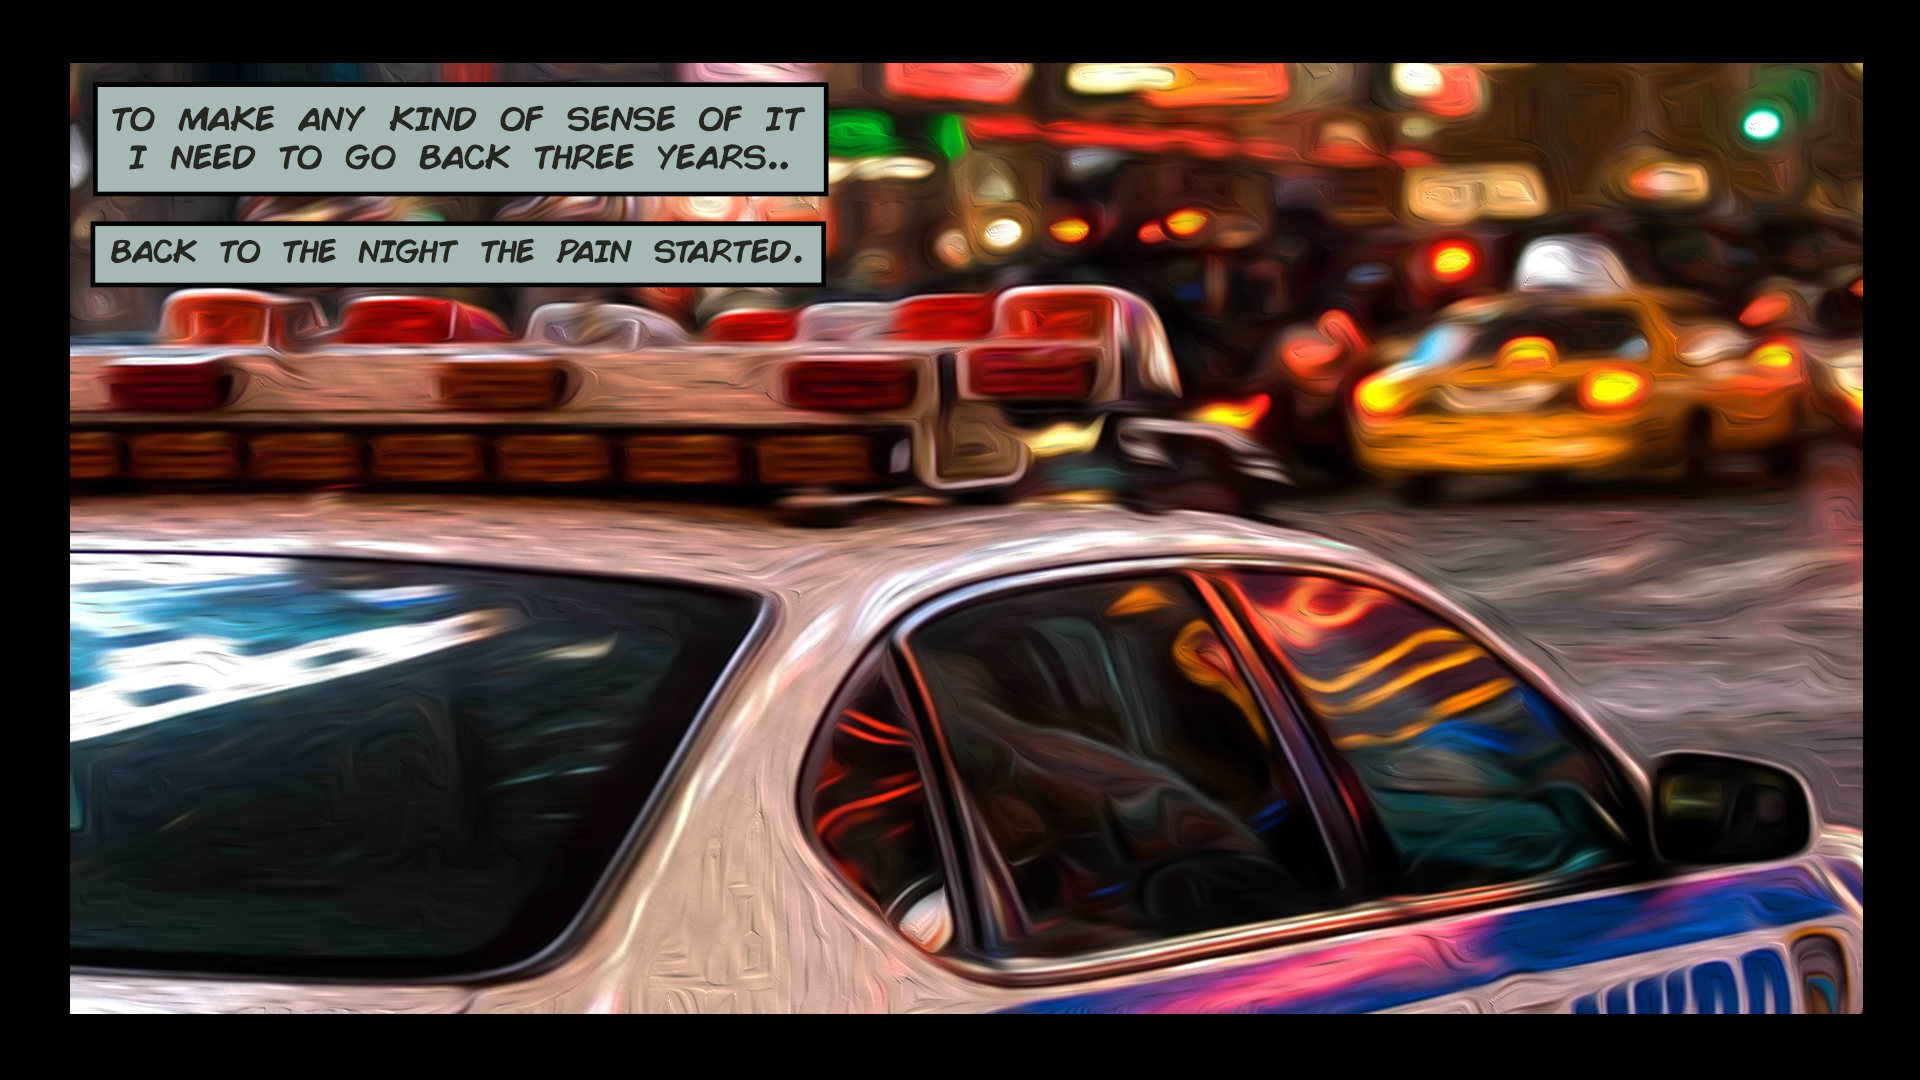 TO MAKE ANY KIND OF SENSE OF IT
I NEED TO GO BACK THREE YEARS..
BACK TO THE NIGHT THE PAIN STARTED.